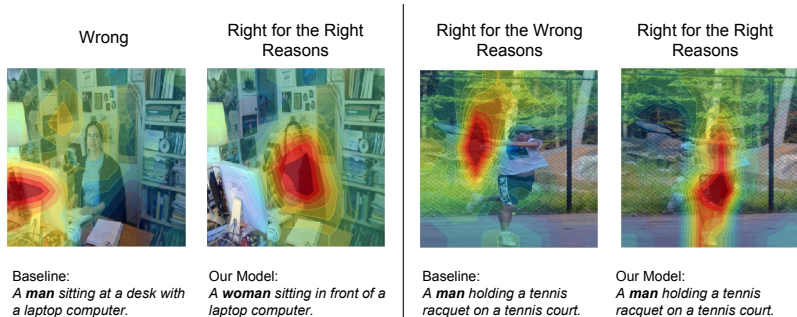 Wrong
Right for the Right
Reasons
Right for the Wrong
Reasons
Right for the Right
Reasons
Baseline:
A man sitting at a desk with
a laptop computer.
Our Model:
A woman sitting in front of a
laptop computer.
Baseline:
A man holding a tennis
racquet on a tennis court.
Our Model:
A man holding a tennis
racquet on a tennis court.